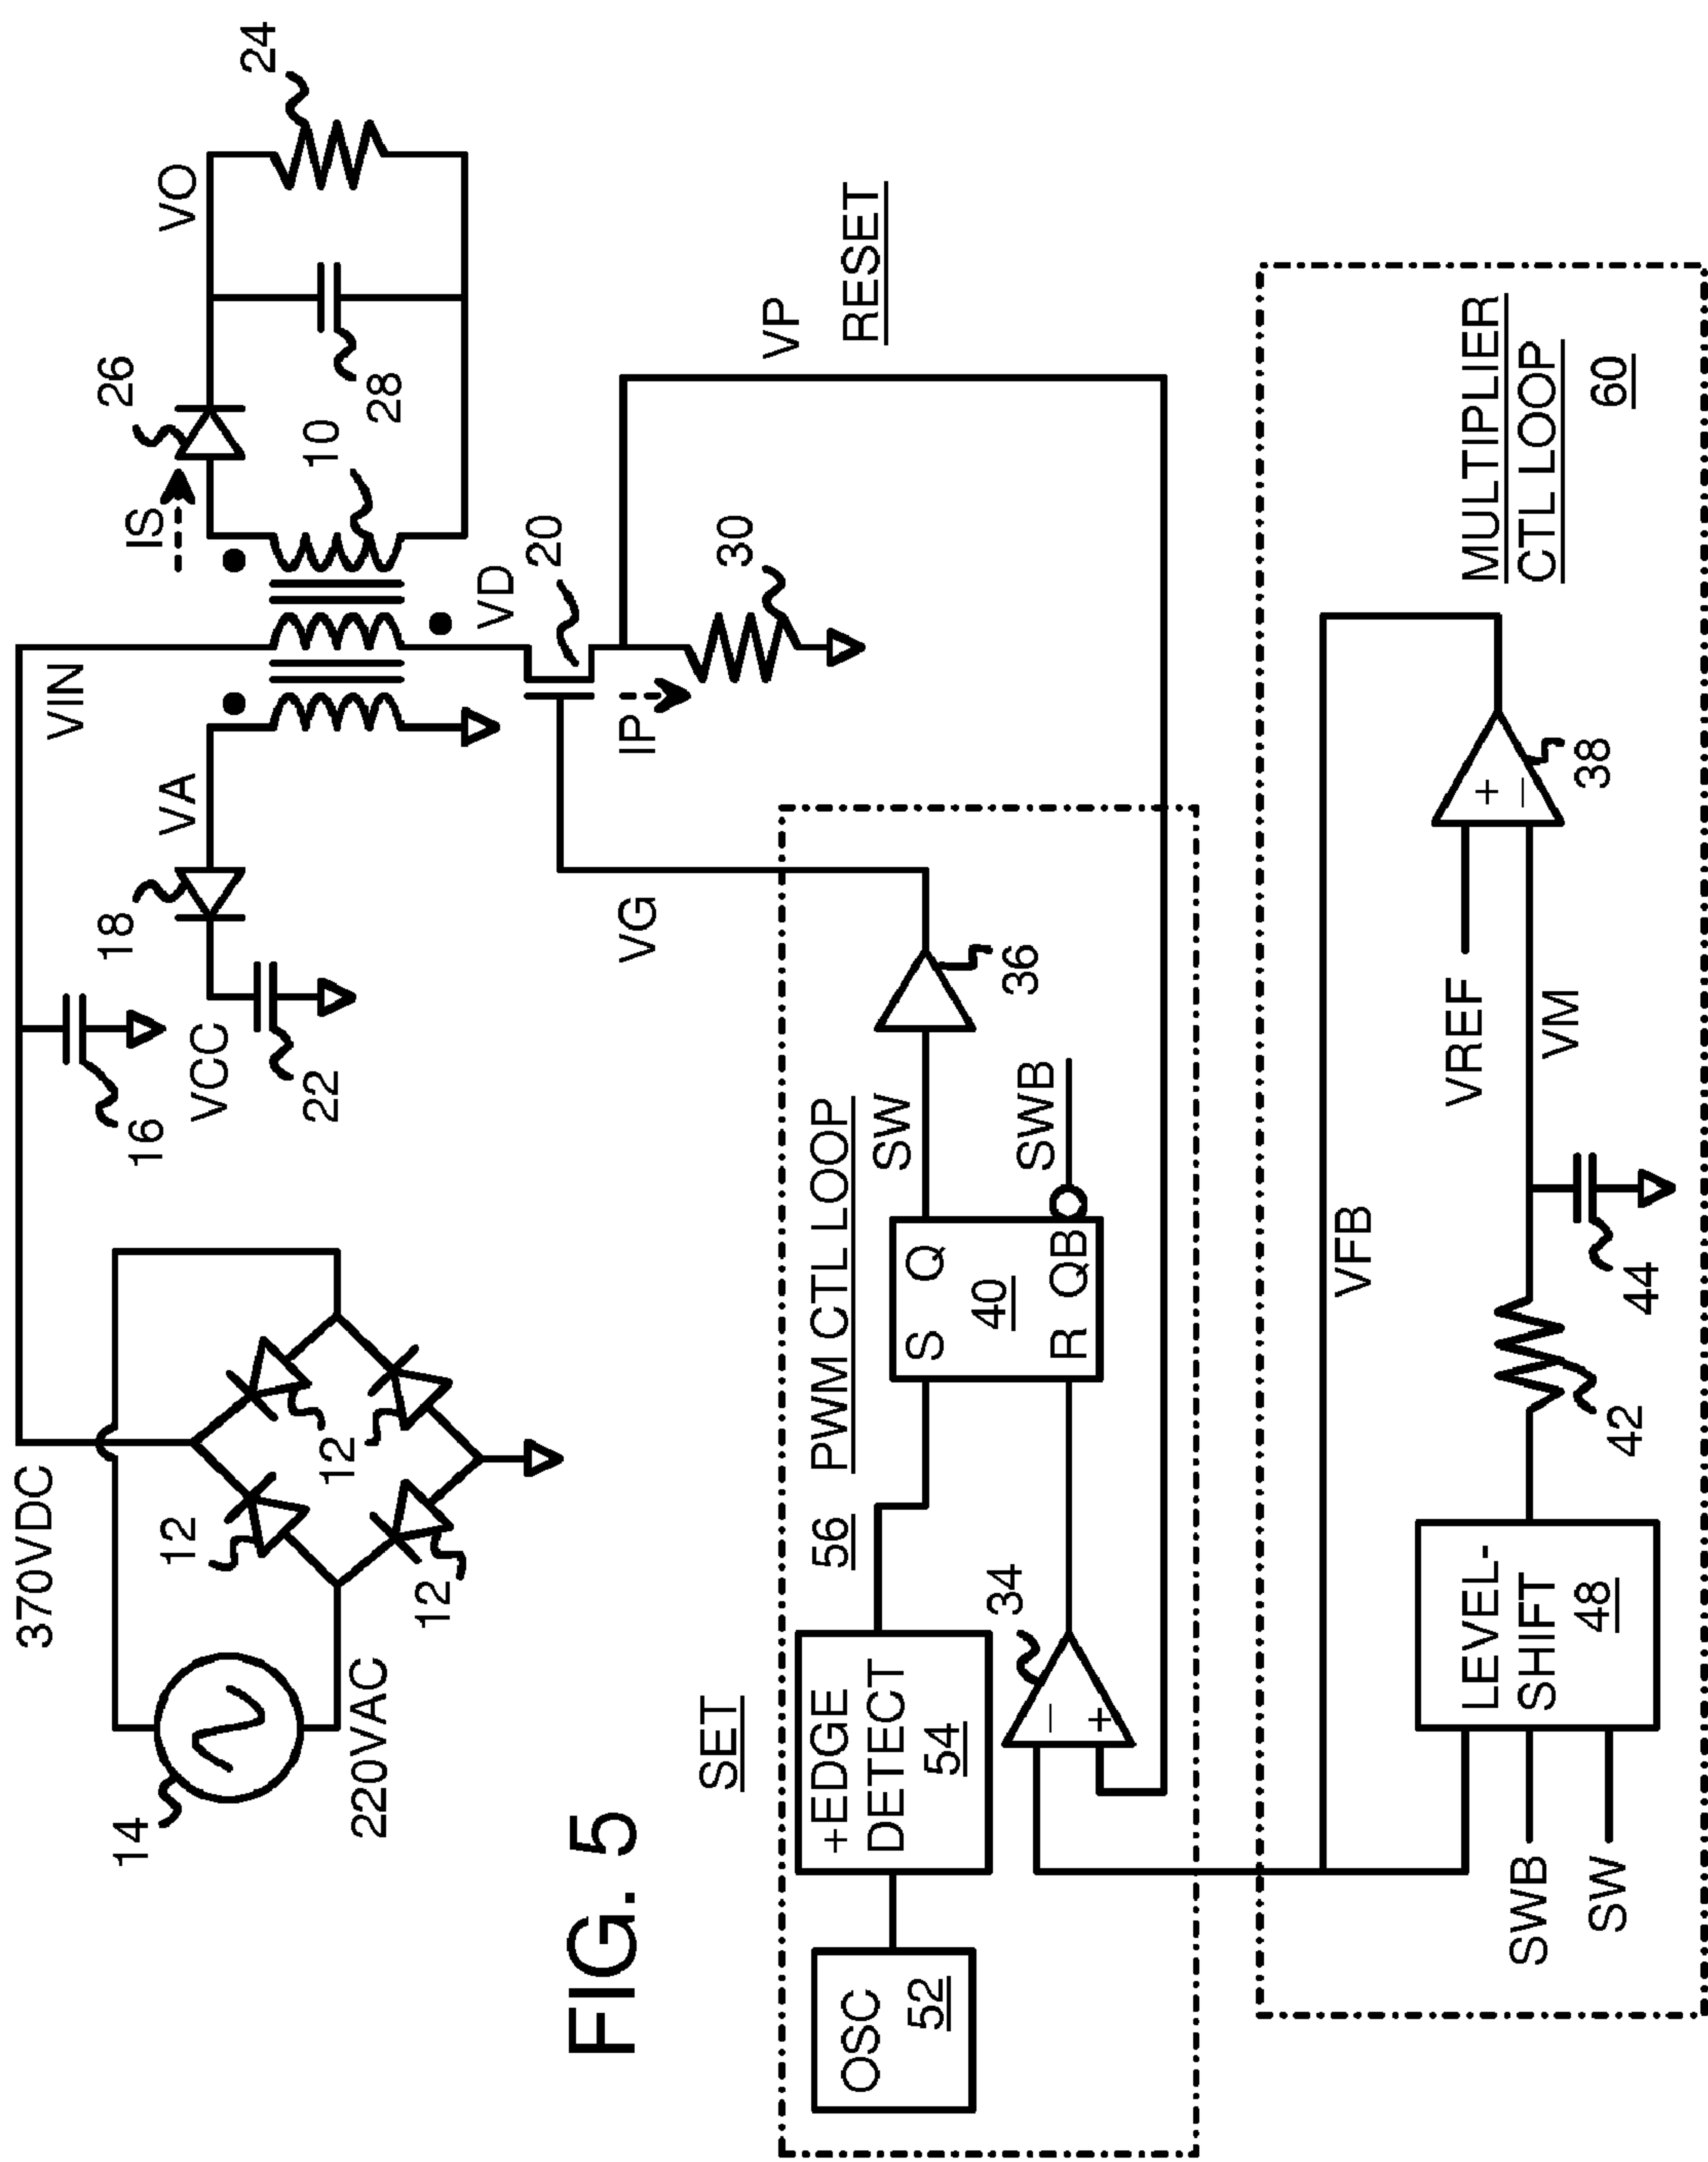 370VDC
VIN
14
220VAC
12
12
12
16
VCC
18
22
VA
IS
26
VO
24
10
28
VD
20
IP
30
VG
VP
RESET
FIG. 5
SET
56
PWM CTL LOOP
OSC
52
+EDGE
DETECT
54
34
−
+
S Q
40
R QB
SW
SWB
36
VFB
MULTIPLIER
CTL LOOP
60
SWB
SW
LEVEL-
SHIFT
48
42
44
VREF
VM
+
−
38